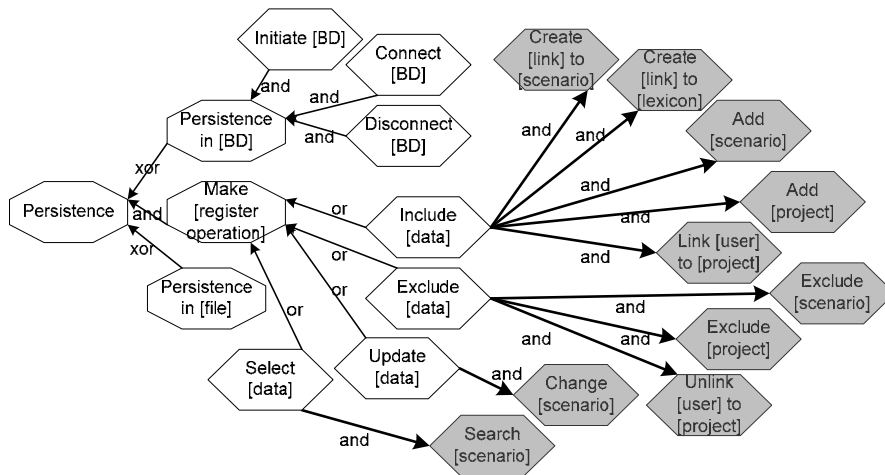 Initiate [BD]
and
Connect
[BD]
and
Persistence
in [BD]
Disconnect
[BD]
and
xor
Persistence
and
Make
[register
operation]
xor
Persistence
in [file]
or
Include
[data]
or
Exclude
[data]
or
Update
[data]
or
Select
[data]
and
Create
[link] to
[scenario]
and
Create
[link] to
[lexicon]
and
Add
[scenario]
and
Add
[project]
and
Link [user]
to [project]
and
Exclude
[scenario]
and
Exclude
[project]
and
Unlink
[user] to
[project]
and
Change
[scenario]
and
Search
[scenario]